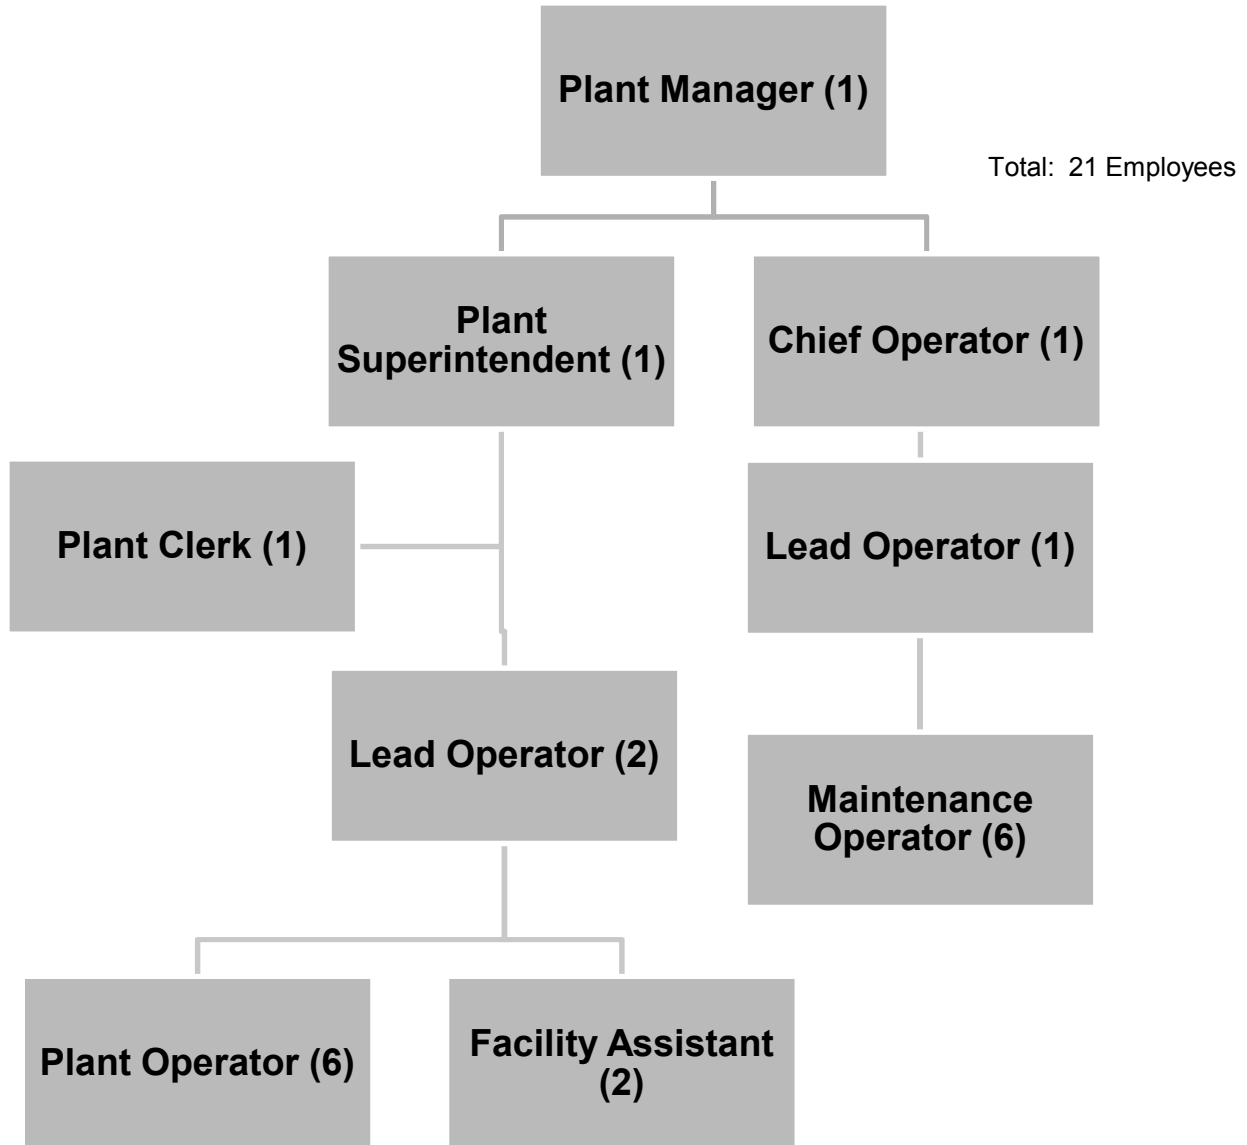 Plant Manager (1)
Total:  21 Employees
Plant
Superintendent (1)
Chief Operator (1)
Plant Clerk (1)
Lead Operator (1)
Lead Operator (2)
Maintenance
Operator (6)
Plant Operator (6)
Facility Assistant
(2)